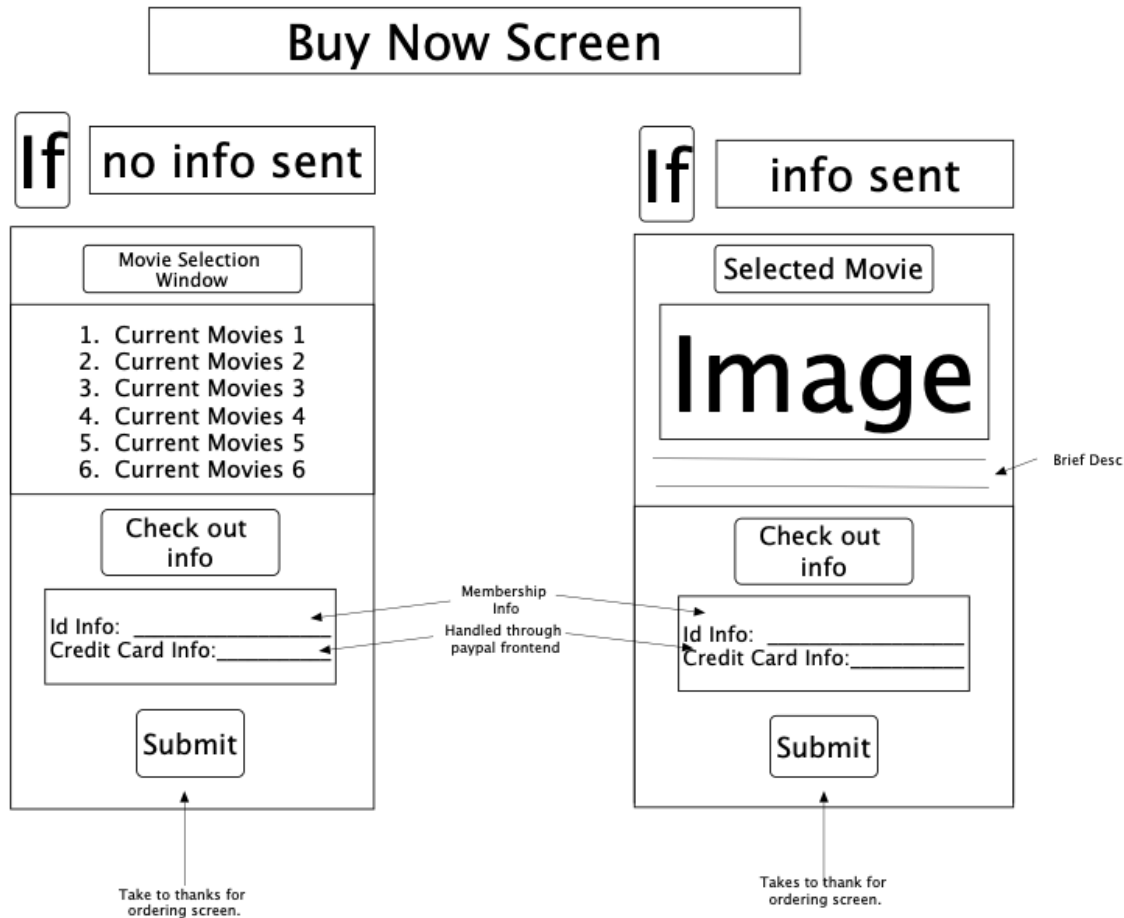 Buy Now Screen
If
no info sent
Movie Selection
Window
1. Current Movies 1
2. Current Movies 2
3. Current Movies 3
4. Current Movies 4
5. Current Movies 5
6. Current Movies 6
Check out
info
Id Info: ________________
Credit Card Info:_________
Submit
Take to thanks for
ordering screen.
Membership
Info
Handled through
paypal frontend
If
info sent
Selected Movie
Image
Brief Desc
Check out
info
Id Info: ________________
Credit Card Info:_________
Submit
Takes to thank for
ordering screen.